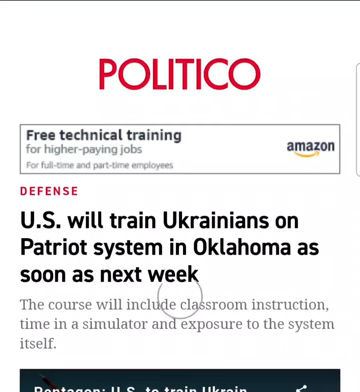 POLITICO
Free technical training
for higher-paying jobs
amazon
For full-time and part-time employees
DEFENSE
U.S. will train Ukrainians on
Patriot system in Oklahoma as
soon as next week
The course will include classroom instruction,
time in a simulator and exposure to the system
itself.
Pentagon: U.S. to train Ukrain